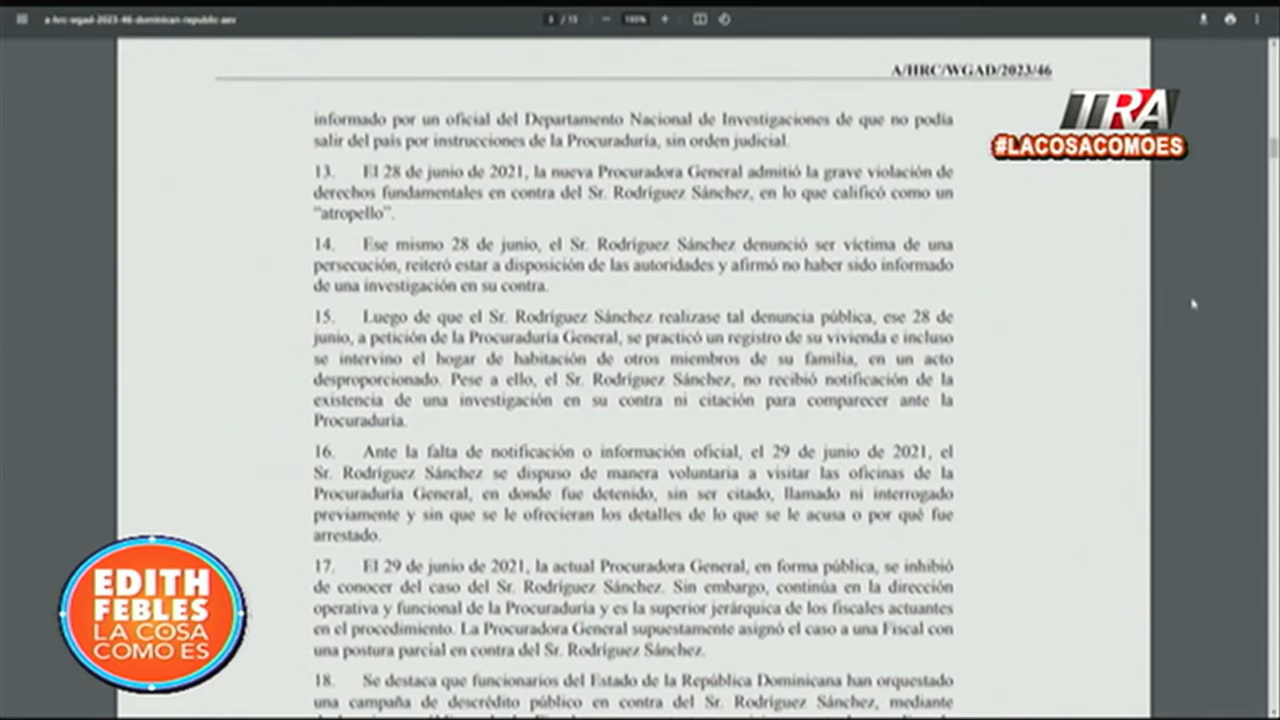 a-hrc-wgad-2023-46-dominican-republic-aev
3 / 15
100%
A/HRC/WGAD/2023/46
TRA
#LACOSACOMOES
informado por un oficial del Departamento Nacional de Investigaciones de que no podía
salir del país por instrucciones de la Procuraduría, sin orden judicial.
13. El 28 de junio de 2021, la nueva Procuradora General admitió la grave violación de
derechos fundamentales en contra del Sr. Rodríguez Sánchez, en lo que calificó como un
“atropello”.
14. Ese mismo 28 de junio, el Sr. Rodríguez Sánchez denunció ser víctima de una
persecución, reiteró estar a disposición de las autoridades y afirmó no haber sido informado
de una investigación en su contra.
15. Luego de que el Sr. Rodríguez Sánchez realizase tal denuncia pública, ese 28 de
junio, a petición de la Procuraduría General, se practicó un registro de su vivienda e incluso
se intervino el hogar de habitación de otros miembros de su familia, en un acto
desproporcionado. Pese a ello, el Sr. Rodríguez Sánchez, no recibió notificación de la
existencia de una investigación en su contra ni citación para comparecer ante la
Procuraduría.
16. Ante la falta de notificación o información oficial, el 29 de junio de 2021, el
Sr. Rodríguez Sánchez se dispuso de manera voluntaria a visitar las oficinas de la
Procuraduría General, en donde fue detenido, sin ser citado, llamado ni interrogado
previamente y sin que se le ofrecieran los detalles de lo que se le acusa o por qué fue
arrestado.
17. El 29 de junio de 2021, la actual Procuradora General, en forma pública, se inhibió
de conocer del caso del Sr. Rodríguez Sánchez. Sin embargo, continúa en la dirección
operativa y funcional de la Procuraduría y es la superior jerárquica de los fiscales actuantes
en el procedimiento. La Procuradora General supuestamente asignó el caso a una Fiscal con
una postura parcial en contra del Sr. Rodríguez Sánchez.
18. Se destaca que funcionarios del Estado de la República Dominicana han orquestado
una campaña de descrédito público en contra del Sr. Rodríguez Sánchez, mediante
EDITH
FEBLES
LA COSA
COMO ES